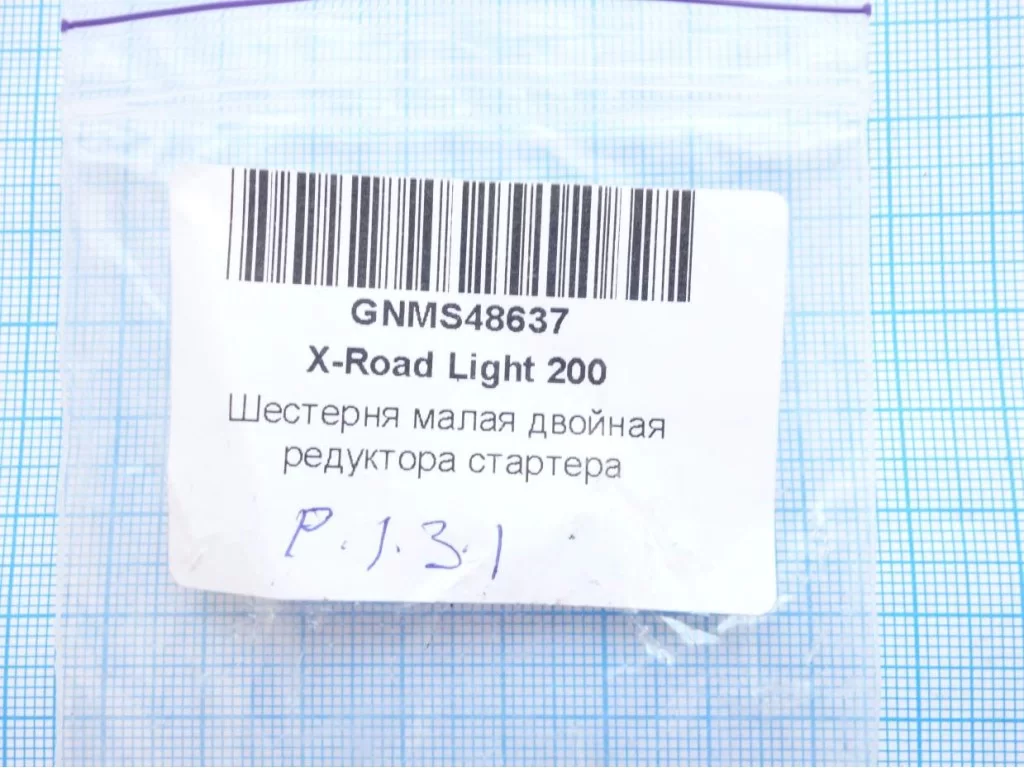 GNMS48637
X-Road Light 200
Шестерня малая двойная
редуктора стартера
P.1.3.1